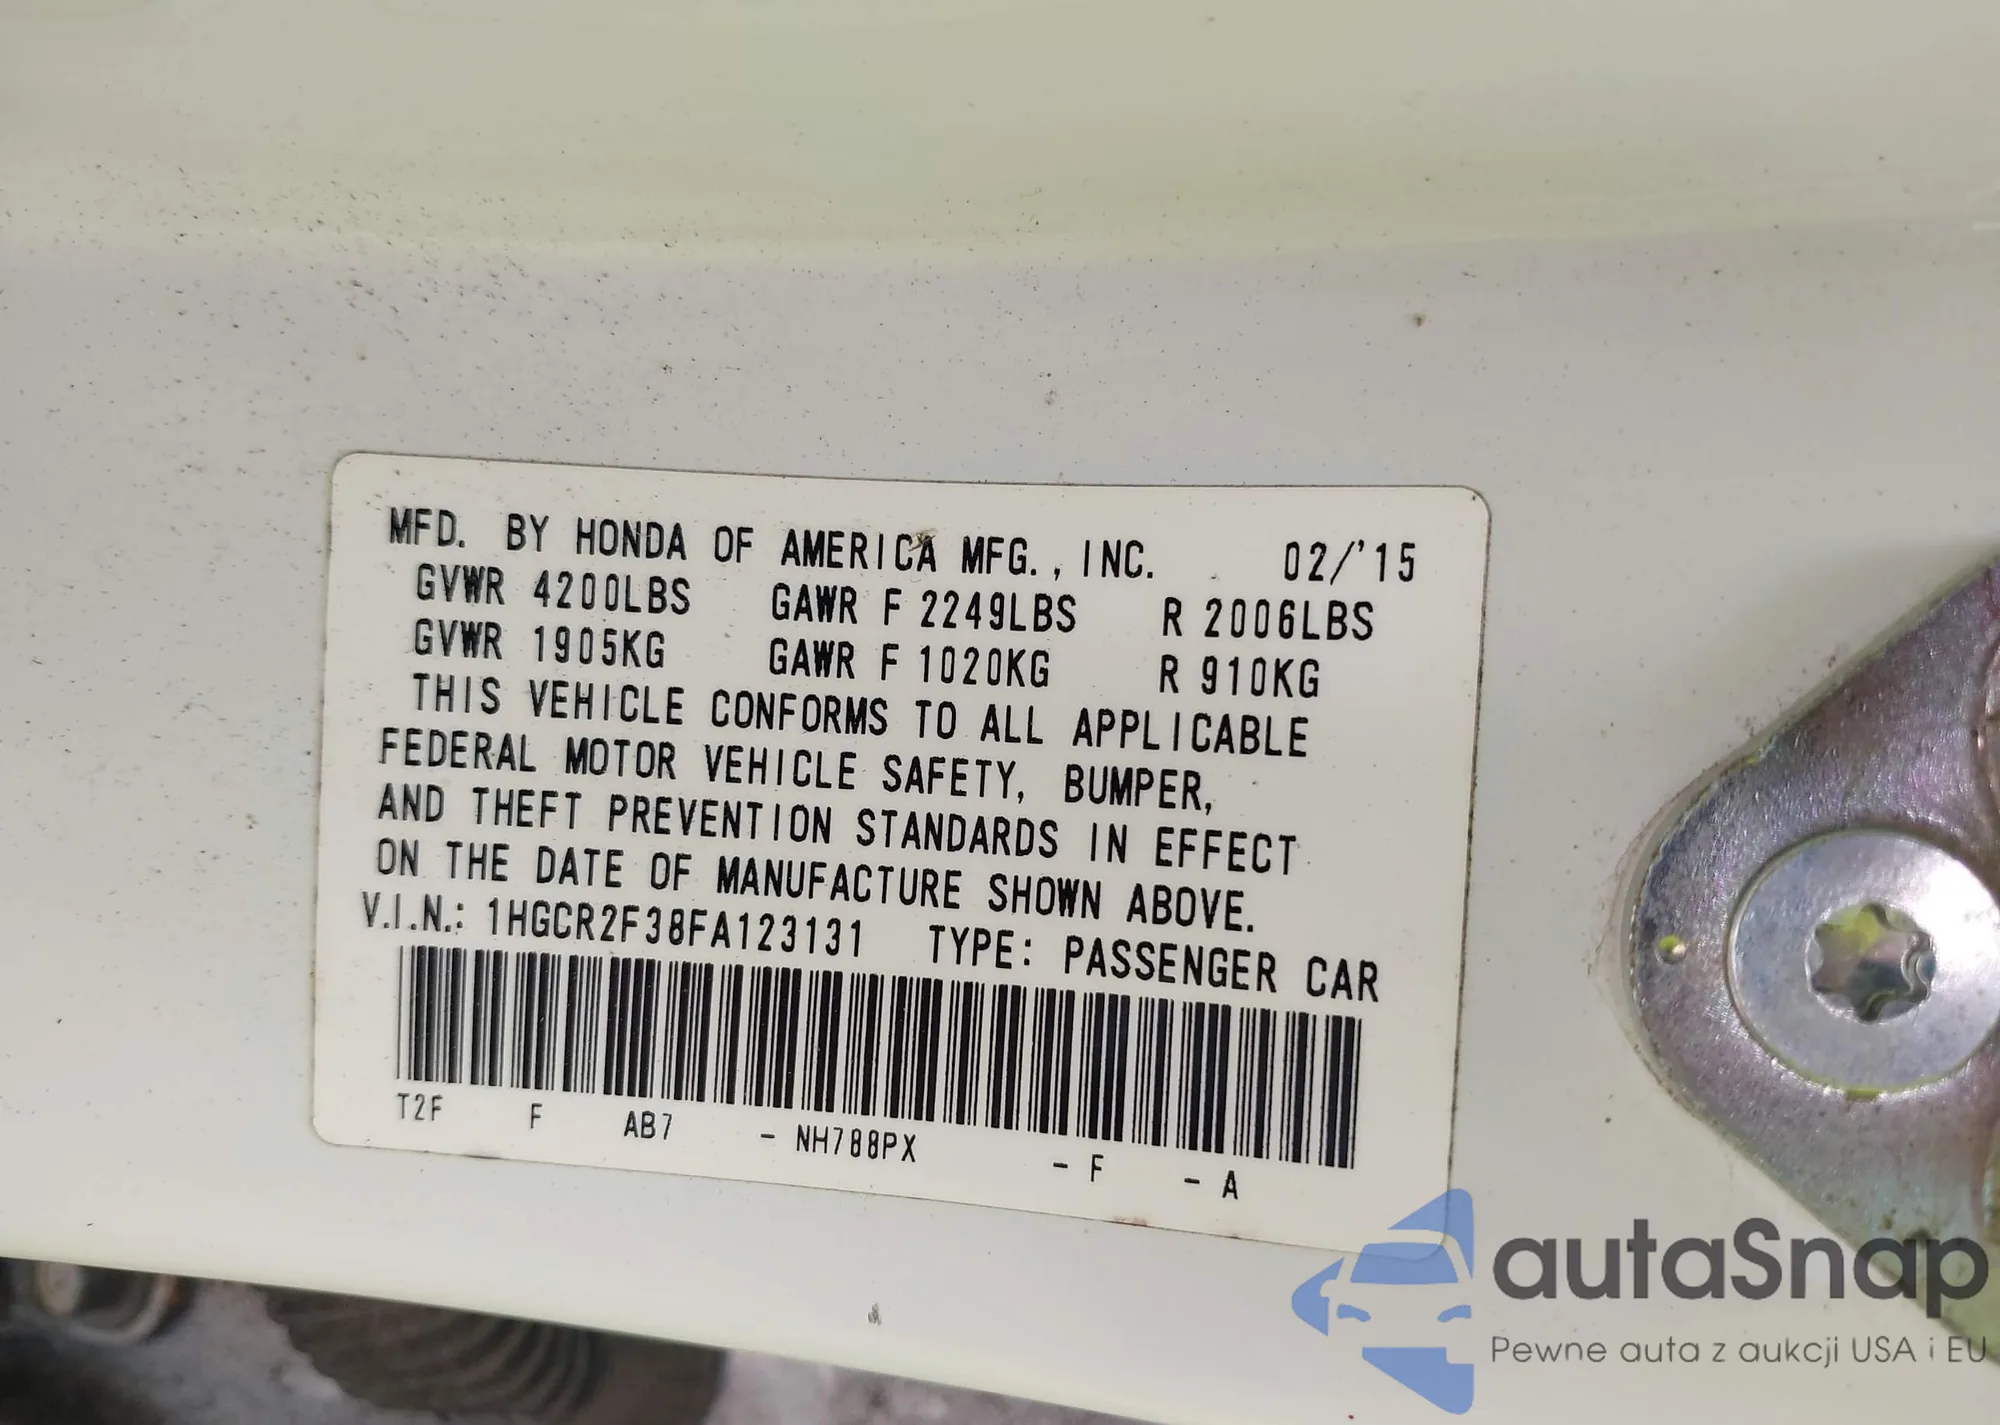 MFD. BY HONDA OF AMERICA MFG., INC. 02/'15
GVWR 4200LBS GAWR F 2249LBS R 2006LBS
GVWR 1905KG GAWR F 1020KG R 910KG
THIS VEHICLE CONFORMS TO ALL APPLICABLE
FEDERAL MOTOR VEHICLE SAFETY, BUMPER,
AND THEFT PREVENTION STANDARDS IN EFFECT
ON THE DATE OF MANUFACTURE SHOWN ABOVE.
V.I.N.: 1HGCR2F38FA123131 TYPE: PASSENGER CAR
T2F F AB7 - NH788PX - F - A
autaSnap
Pewne auta z aukcji USA i EU